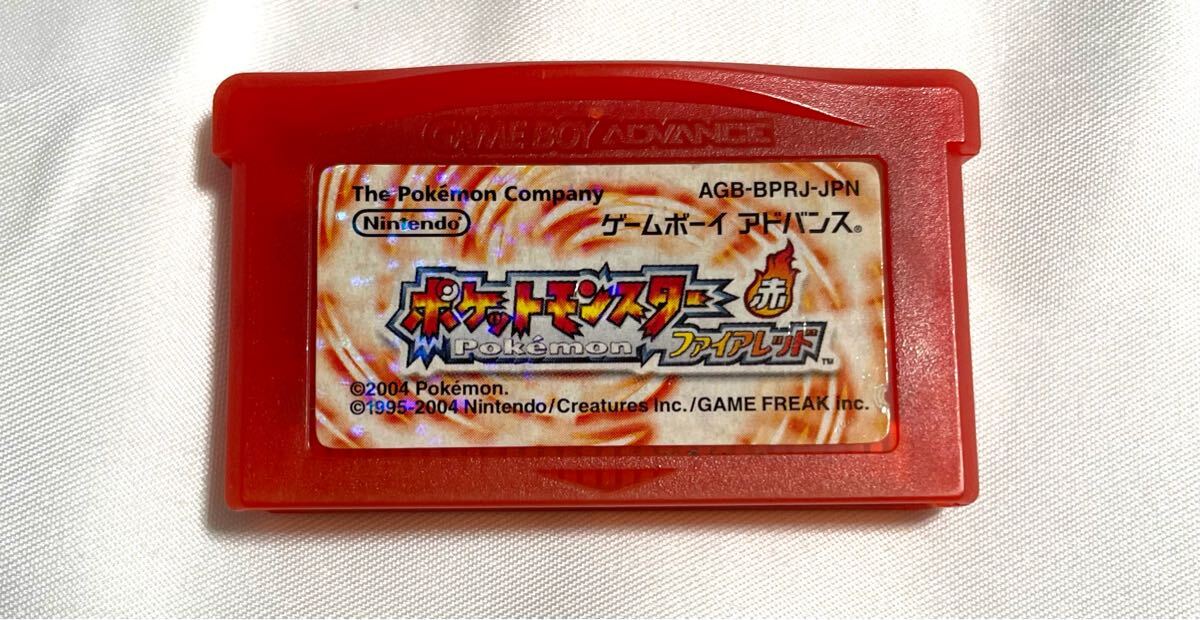 GAME BOY ADVANCE
The Pokémon Company AGB-BPRJ-JPN
Nintendo® ゲームボーイ アドバンス®
ポケットモンスター 赤
Pokémon ファイアレッド™
©2004 Pokémon.
©1995-2004 Nintendo/Creatures Inc./GAME FREAK inc.